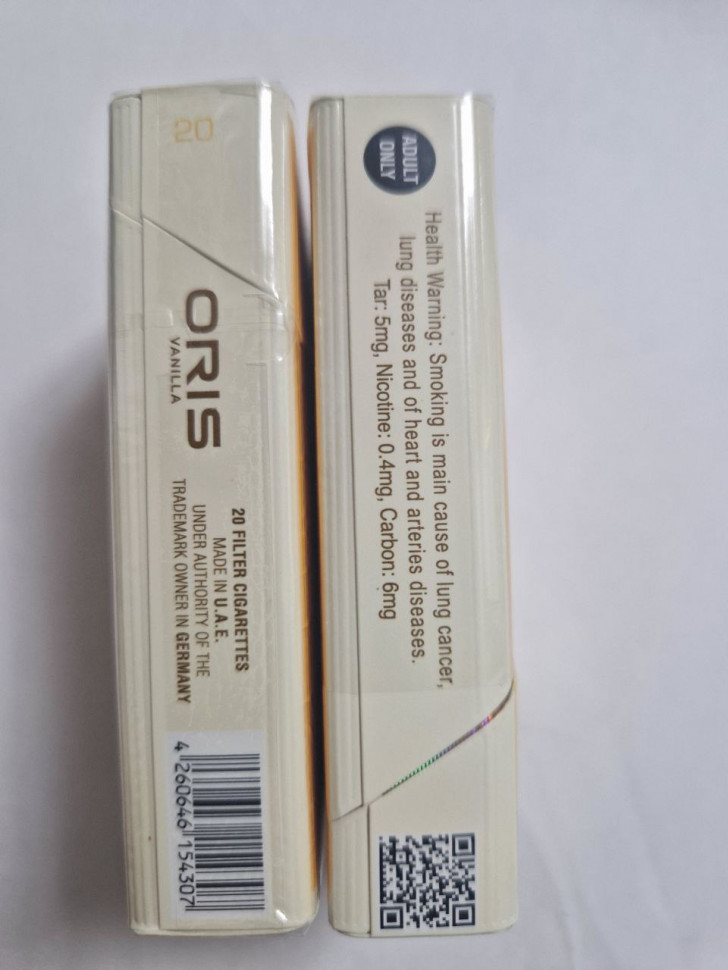 20
ORIS
VANILLA
20 FILTER CIGARETTES
MADE IN U.A.E.
UNDER AUTHORITY OF THE
TRADEMARK OWNER IN GERMANY
4 260646 154307
ADULT
ONLY
Health Warning: Smoking is main cause of lung cancer,
lung diseases and of heart and arteries diseases.
Tar: 5mg, Nicotine: 0.4mg, Carbon: 6mg